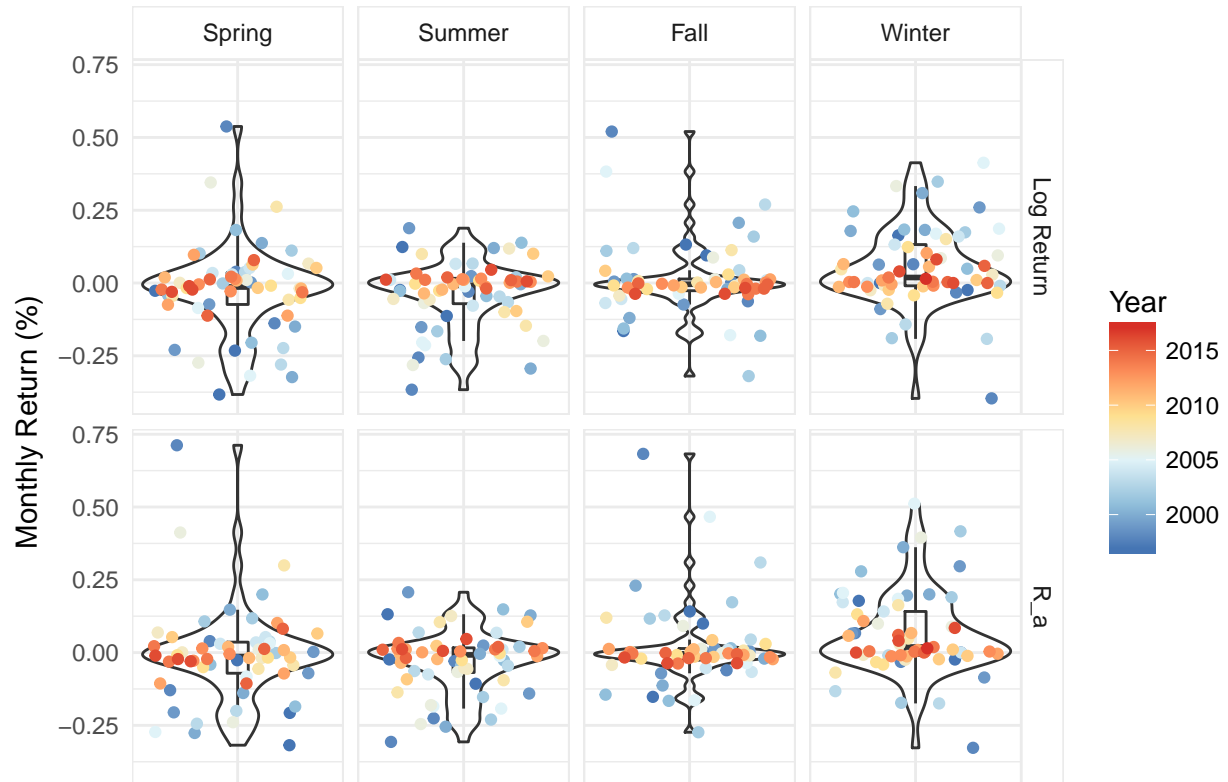 Spring Summer Fall Winter
Monthly Return (%)
0.75
0.50
0.25
0.00
−0.25
Log Return
0.75
0.50
0.25
0.00
−0.25
R_a
Year
2015
2010
2005
2000